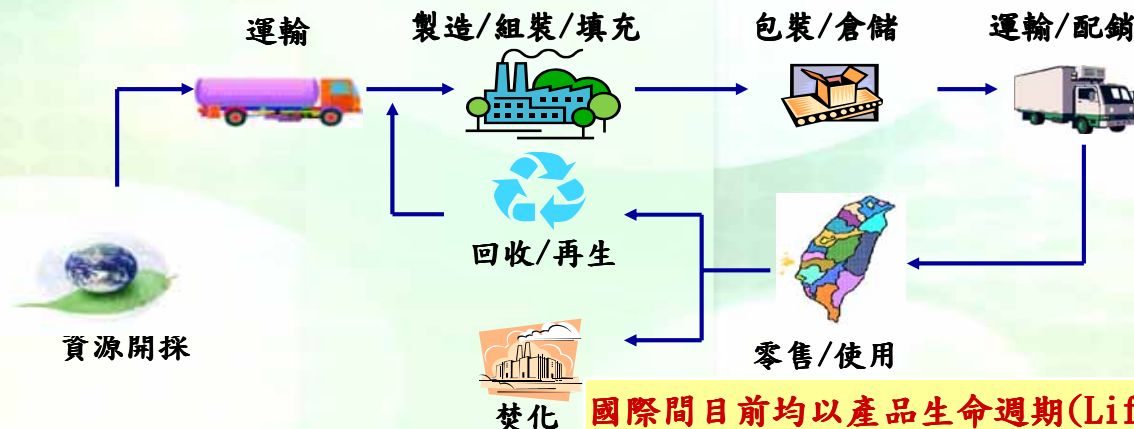 運輸
製造/組裝/填充
包裝/倉儲
運輸/配銷
回收/再生
資源開採
零售/使用
焚化
國際間目前均以產品生命週期(Lif